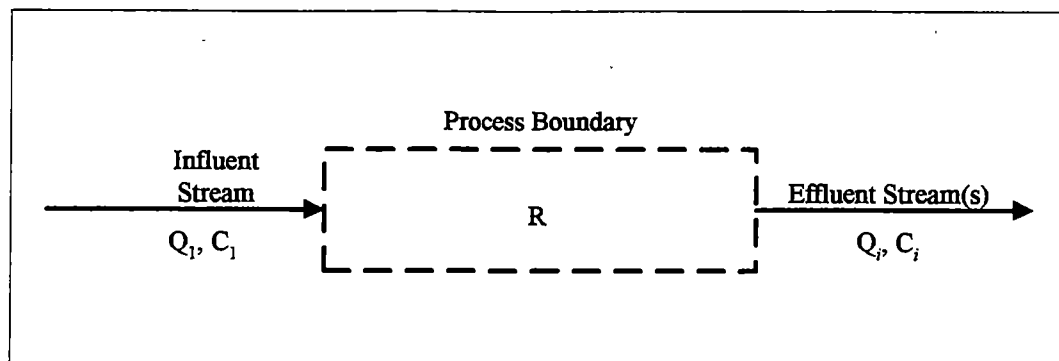 Process Boundary
Influent
Stream
Q₁, C₁
R
Effluent Stream(s)
Qᵢ, Cᵢ